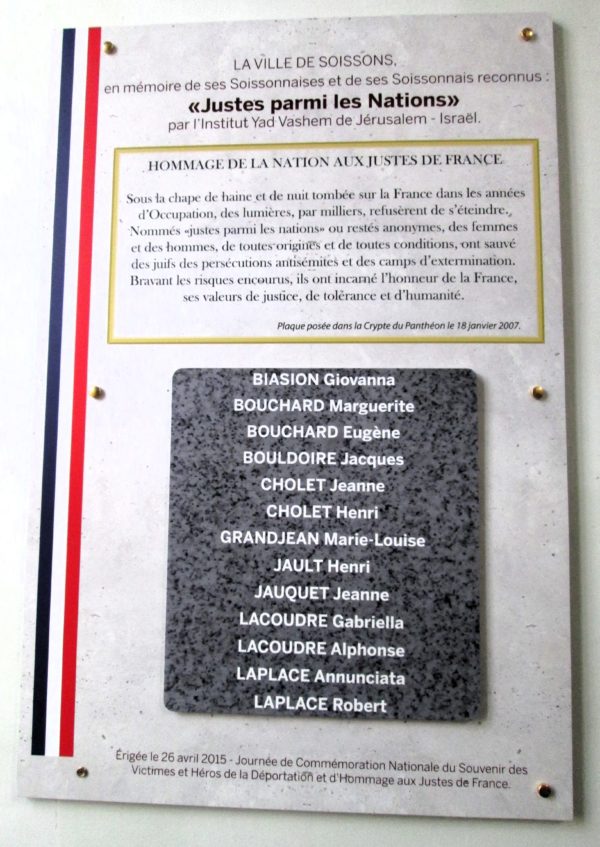 LA VILLE DE SOISSONS,
en mémoire de ses Soissonnaises et de ses Soissonnais reconnus :
«Justes parmi les Nations»
par l'Institut Yad Vashem de Jérusalem - Israël.
HOMMAGE DE LA NATION AUX JUSTES DE FRANCE
Sous la chape de haine et de nuit tombée sur la France dans les années
d'Occupation, des lumières, par milliers, refusèrent de s'éteindre.
Nommés «justes parmi les nations» ou restés anonymes, des femmes
et des hommes, de toutes origines et de toutes conditions, ont sauvé
des juifs des persécutions antisémites et des camps d'extermination.
Bravant les risques encourus, ils ont incarné l'honneur de la France,
ses valeurs de justice, de tolérance et d'humanité.
Plaque posée dans la Crypte du Panthéon le 18 janvier 2007.
BIASION Giovanna
BOUCHARD Marguerite
BOUCHARD Eugène
BOULDOIRE Jacques
CHOLET Jeanne
CHOLET Henri
GRANDJEAN Marie-Louise
JAULT Henri
JAUQUET Jeanne
LACOUDRE Gabriella
LACOUDRE Alphonse
LAPLACE Annunciata
LAPLACE Robert
Érigée le 26 avril 2015 - Journée de Commémoration Nationale du Souvenir des
Victimes et Héros de la Déportation et d'Hommage aux Justes de France.